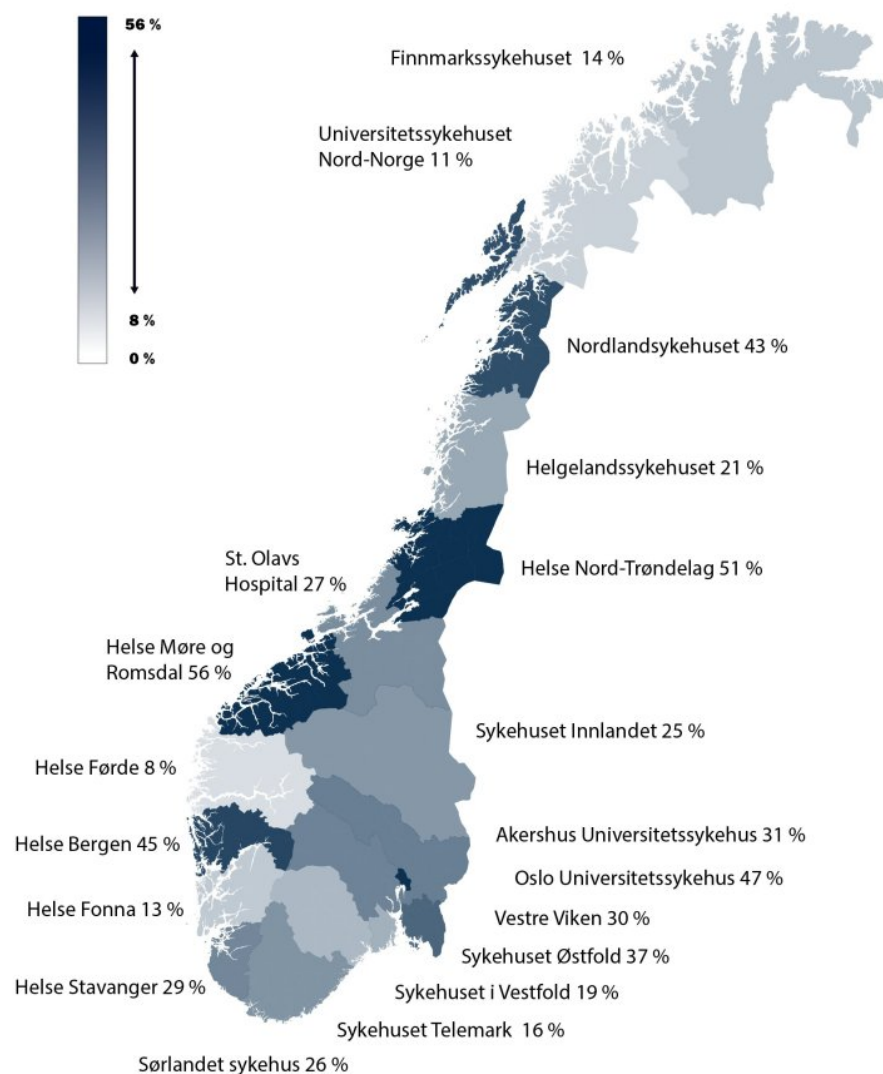 56 %
8 %
0 %
Finnmarkssykehuset 14 %
Universitetssykehuset
Nord-Norge 11 %
Nordlandsykehuset 43 %
Helgelandssykehuset 21 %
Helse Nord-Trøndelag 51 %
St. Olavs
Hospital 27 %
Helse Møre og
Romsdal 56 %
Sykehuset Innlandet 25 %
Helse Førde 8 %
Akershus Universitetssykehus 31 %
Helse Bergen 45 %
Oslo Universitetssykehus 47 %
Helse Fonna 13 %
Vestre Viken 30 %
Sykehuset Østfold 37 %
Helse Stavanger 29 %
Sykehuset i Vestfold 19 %
Sykehuset Telemark 16 %
Sørlandet sykehus 26 %